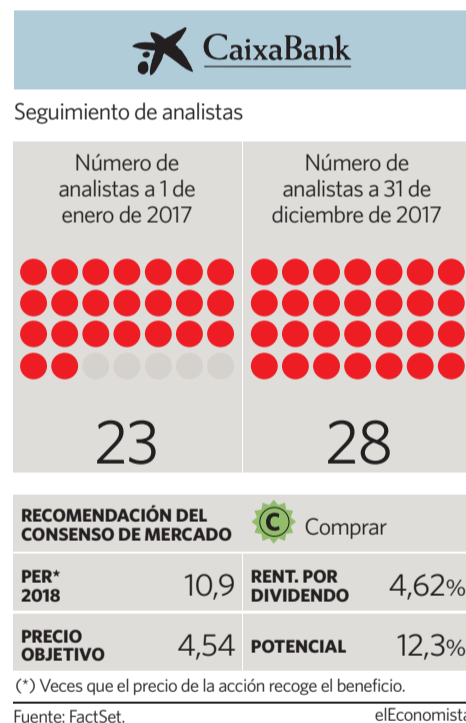 CaixaBank
Seguimiento de analistas
Número de
analistas a 1 de
enero de 2017
23
Número de
analistas a 31 de
diciembre de 2017
28
RECOMENDACIÓN DEL
CONSENSO DE MERCADO
C
Comprar
PER*
2018
10,9
RENT. POR
DIVIDENDO
4,62%
PRECIO
OBJETIVO
4,54
POTENCIAL
12,3%
(*) Veces que el precio de la acción recoge el beneficio.
Fuente: FactSet.
elEconomista